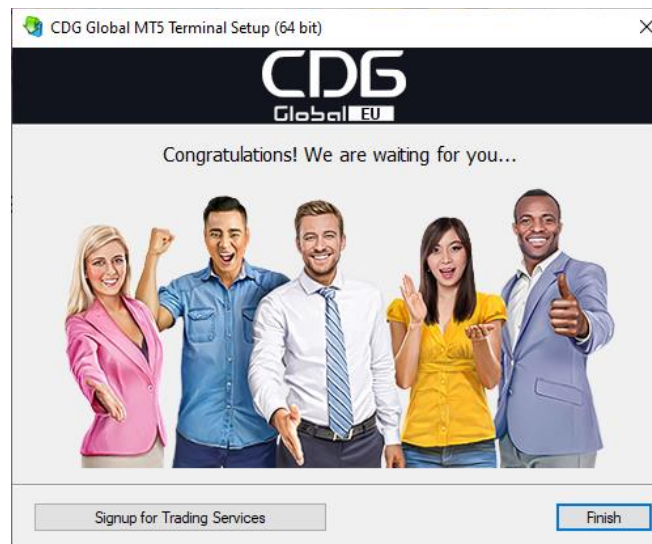 CDG Global MT5 Terminal Setup (64 bit)
CDG
Global EU
Congratulations! We are waiting for you...
Signup for Trading Services
Finish